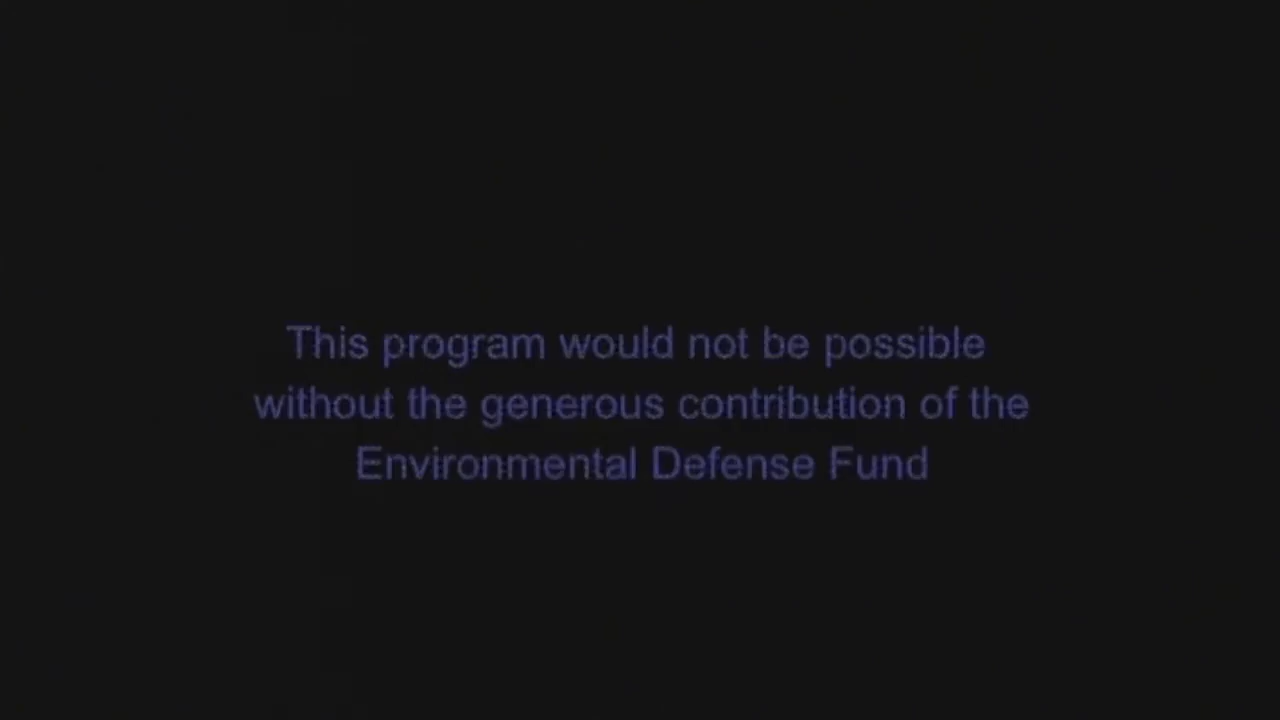 This program would not be possible
without the generous contribution of the
Environmental Defense Fund